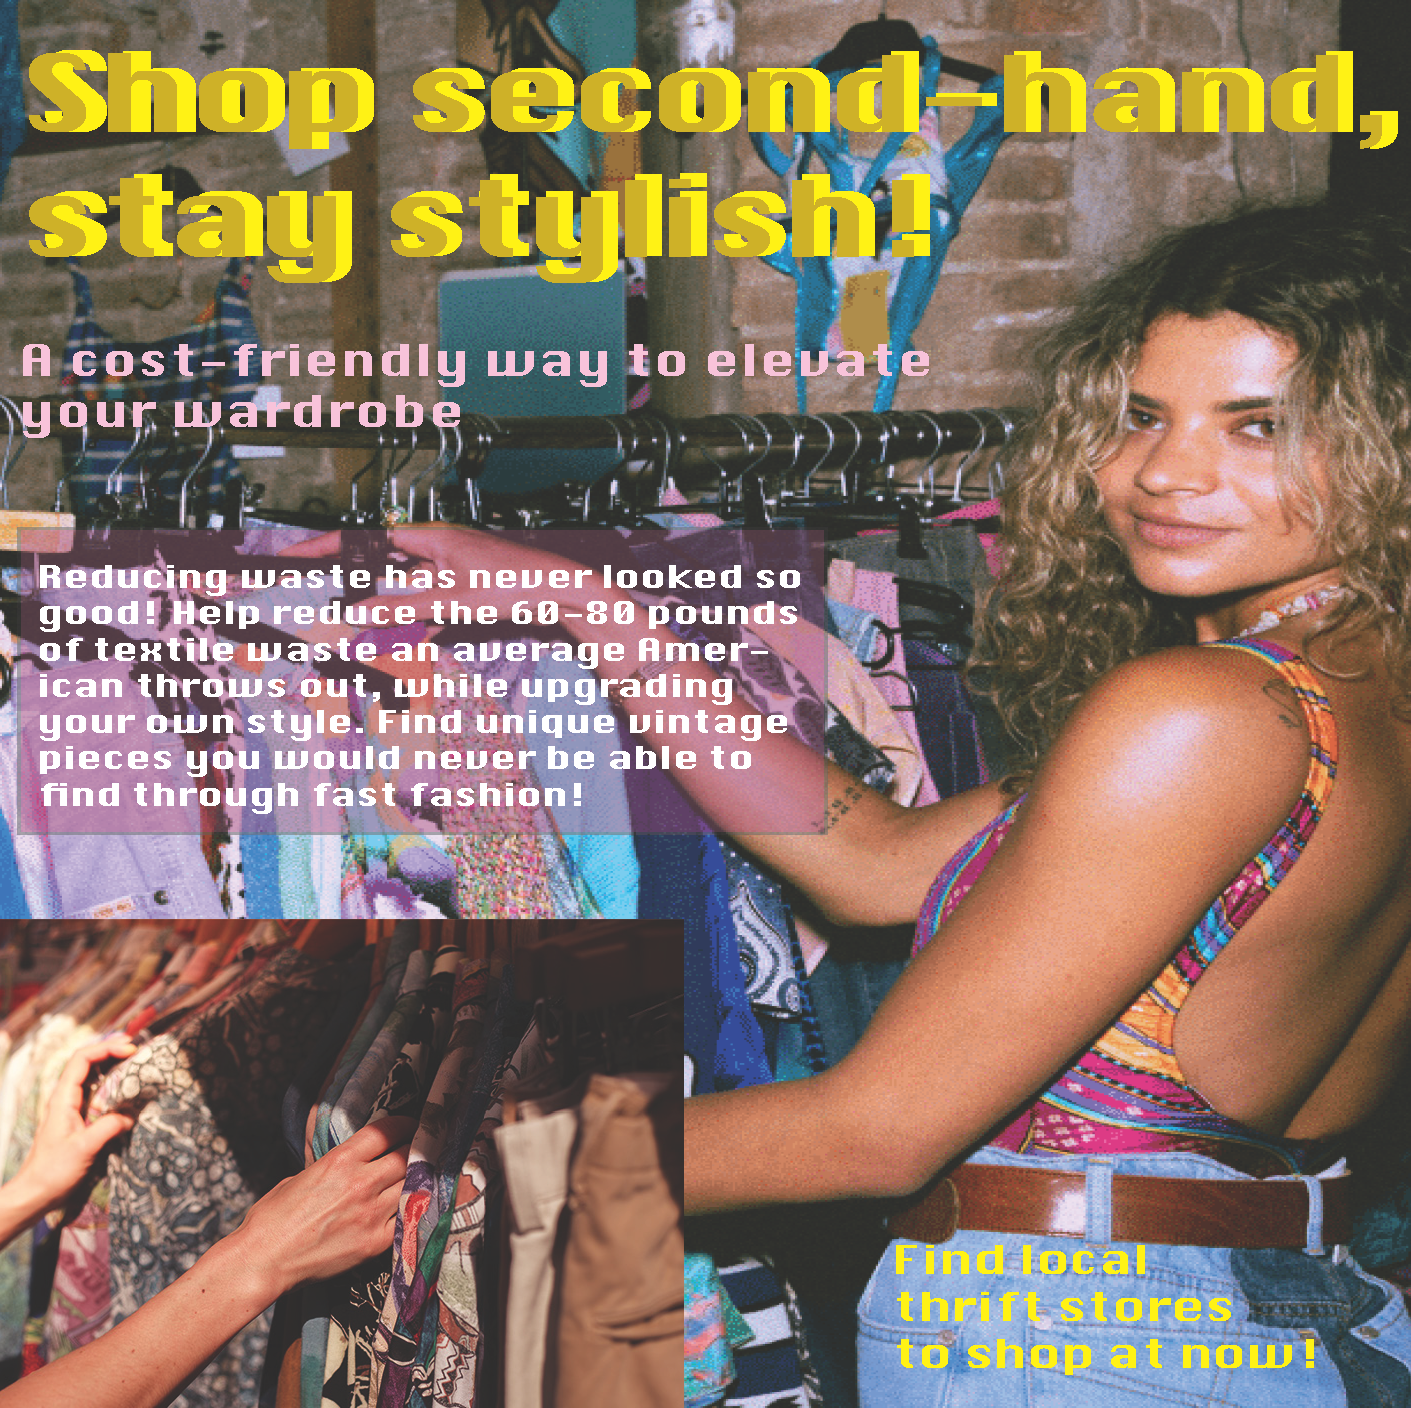 Shop second-hand,
stay stylish!
A cost-friendly way to elevate
your wardrobe
Reducing waste has never looked so
good! Help reduce the 60-80 pounds
of textile waste an average Amer-
ican throws out, while upgrading
your own style. Find unique vintage
pieces you would never be able to
find through fast fashion!
Find local
thrift stores
to shop at now!